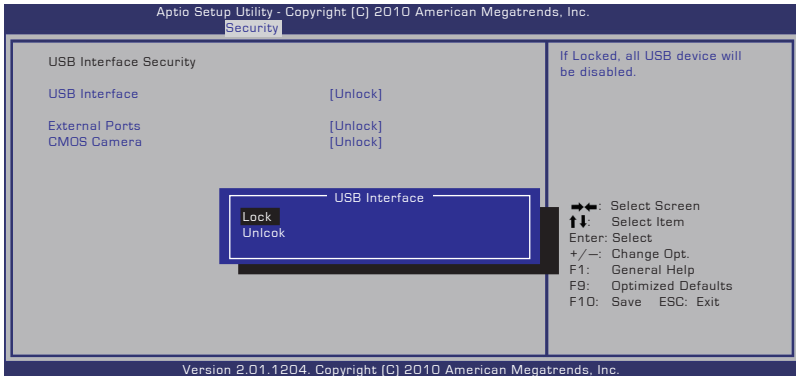 Aptio Setup Utility - Copyright (C) 2010 American Megatrends, Inc.
Security
USB Interface Security
USB Interface [Unlock]
External Ports [Unlock]
CMOS Camera [Unlock]
USB Interface
Lock
Unlcok
If Locked, all USB device will
be disabled.
→←: Select Screen
↑↓: Select Item
Enter: Select
+/—: Change Opt.
F1: General Help
F9: Optimized Defaults
F10: Save ESC: Exit
Version 2.01.1204. Copyright (C) 2010 American Megatrends, Inc.